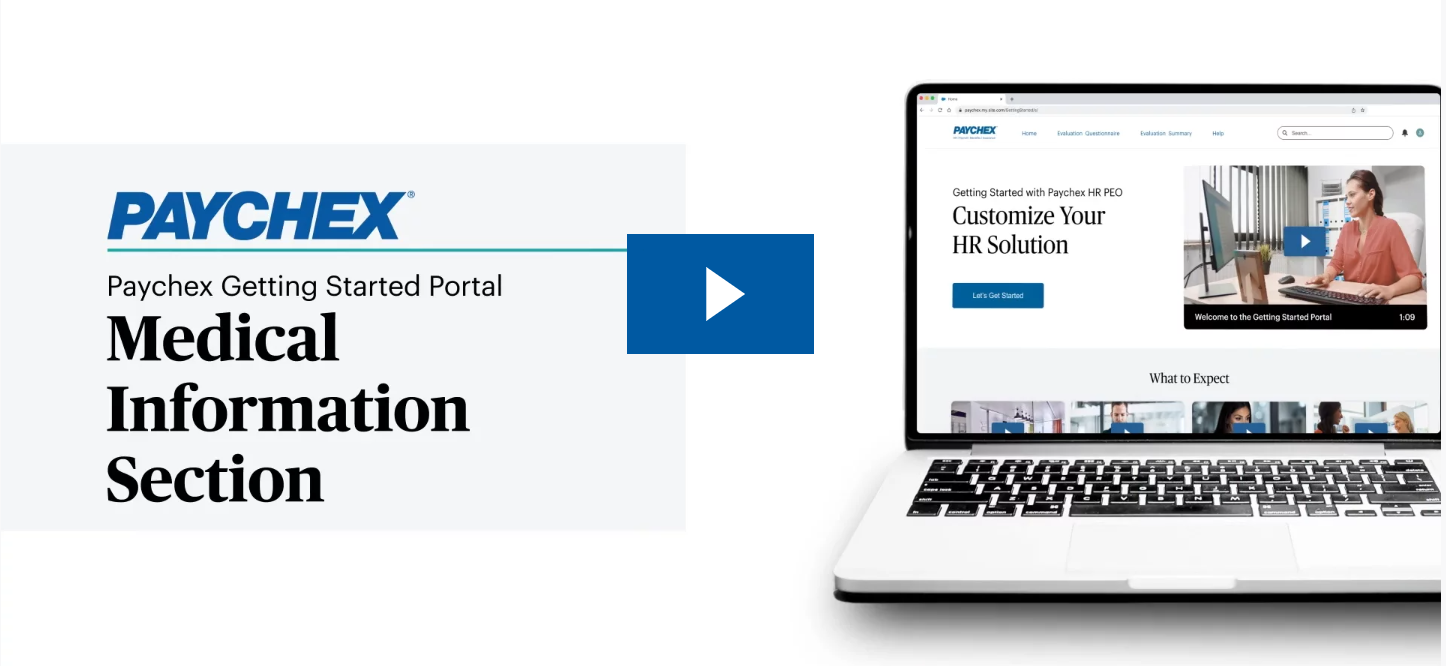 PAYCHEX®
Paychex Getting Started Portal
Medical
Information
Section
Home
paychex.my.site.com/GettingStarted/s/
PAYCHEX
Home Evaluation Questionnaire Evaluation Summary Help
Search...
Getting Started with Paychex HR PEO
Customize Your
HR Solution
Let's Get Started
Welcome to the Getting Started Portal 1:09
What to Expect